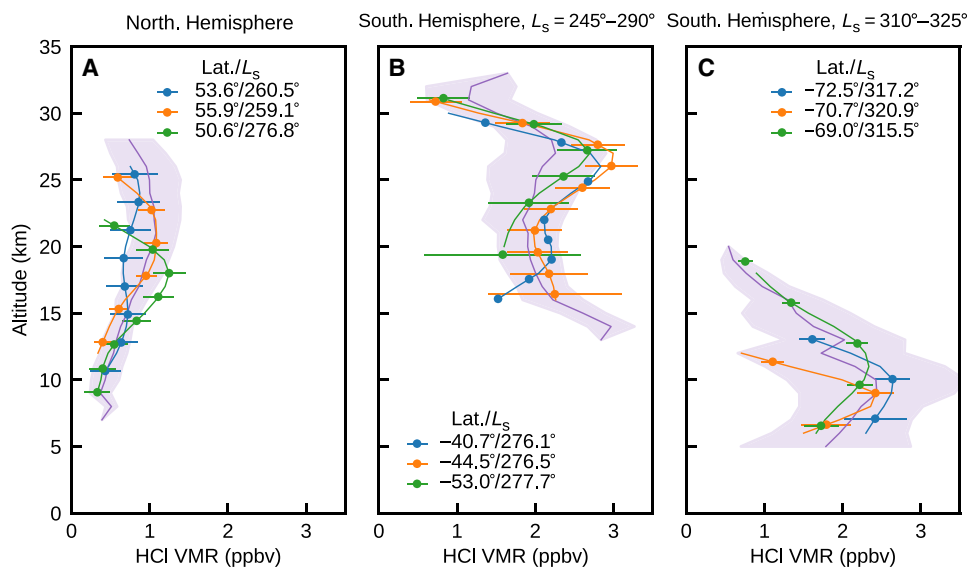 North. Hemisphere
South. Hemisphere, Ls = 245°–290°
South. Hemisphere, Ls = 310°–325°
A
Lat./Ls
53.6°/260.5°
55.9°/259.1°
50.6°/276.8°
B
C
Lat./Ls
−72.5°/317.2°
−70.7°/320.9°
−69.0°/315.5°
Lat./Ls
−40.7°/276.1°
−44.5°/276.5°
−53.0°/277.7°
Altitude (km)
35
30
25
20
15
10
5
0
0 1 2 3
0 1 2 3
0 1 2 3
HCl VMR (ppbv)
HCl VMR (ppbv)
HCl VMR (ppbv)